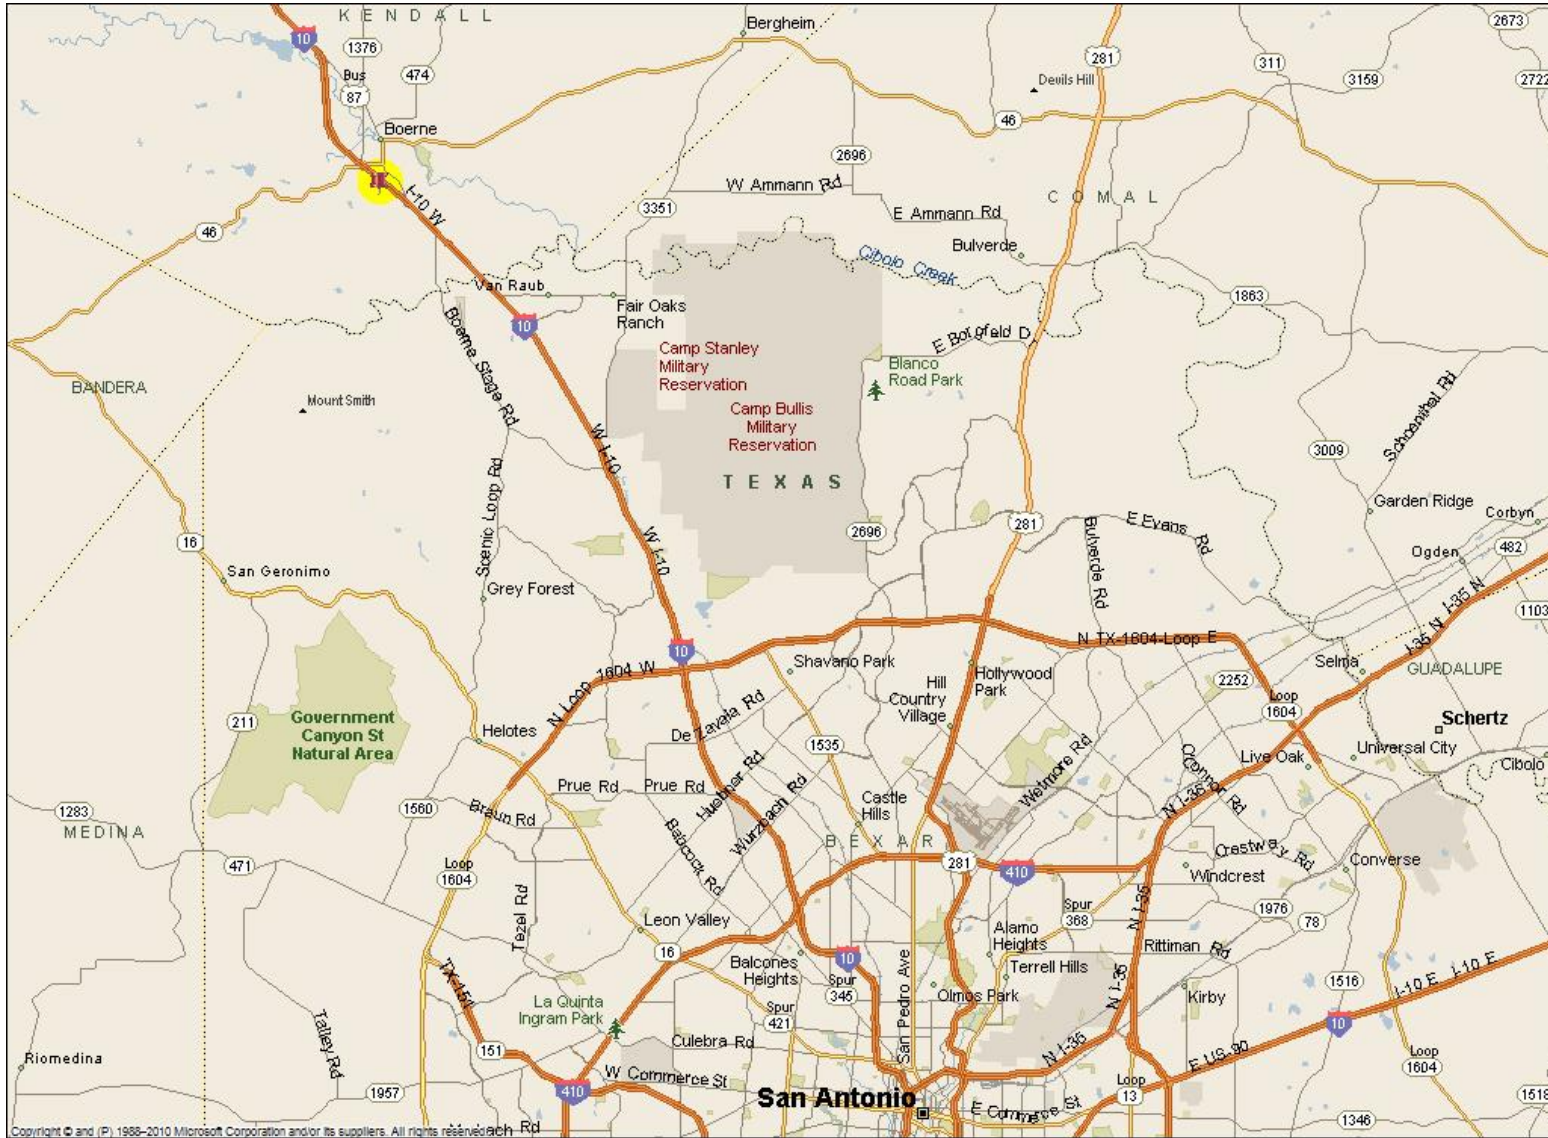 KENDALL
10
1376
Bus
87
474
Bergheim
281
Devils Hill
311
2673
3159
2722
Boerne
46
2696
I-10 W
W Ammann Rd
3351
E Ammann Rd
COMAL
46
Bulverde
Cibolo Creek
Van Raub
Fair Oaks
Ranch
1863
10
Boerne Stage Rd
E Borgfeld D
Camp Stanley
Military
Reservation
Blanco
Road Park
BANDERA
Mount Smith
Camp Bullis
Military
Reservation
W I-10
Schoenthal Rd
3009
TEXAS
Scenic Loop Rd
Garden Ridge
Corbyn
16
W I-10
2696
281
Bulverde Rd
E Evans Rd
Ogden
482
San Geronimo
Grey Forest
I-35 N
1103
10
N TX-1604-Loop E
I-35 N
Selma
GUADALUPE
N Loop 1604 W
Shavano Park
Hollywood
Park
Hill
Country
Village
2252
Loop
1604
211
Government
Canyon St
Natural Area
Helotes
De Zavala Rd
1535
Schertz
Universal City
Live Oak
Cibolo
Wetmore Rd
O'Connor Rd
N I-35
Prue Rd
Prue Rd
Huebner Rd
Wurzbach Rd
Castle
Hills
1283
MEDINA
1560
Braun Rd
Babcock Rd
BEXAR
471
Loop
1604
281
410
Crestway Rd
Windcrest
Converse
Tezel Rd
Leon Valley
N I-35
Spur
368
1976
78
16
Balcones
Heights
10
Alamo
Heights
Rittiman Rd
TX-151
Spur
345
San Pedro Ave
Terrell Hills
N I-35
Olmos Park
Kirby
1516
I-10 E
I-10 E
La Quinta
Ingram Park
Spur
421
10
Talley Rd
Culebra Rd
151
N I-35
E US-90
Riomedina
1957
410
W Commerce St
San Antonio
E Commerce St
Loop
13
Loop
1604
1346
1518
Copyright © and (P) 1988–2010 Microsoft Corporation and/or its suppliers. All rights reserved.
ach Rd